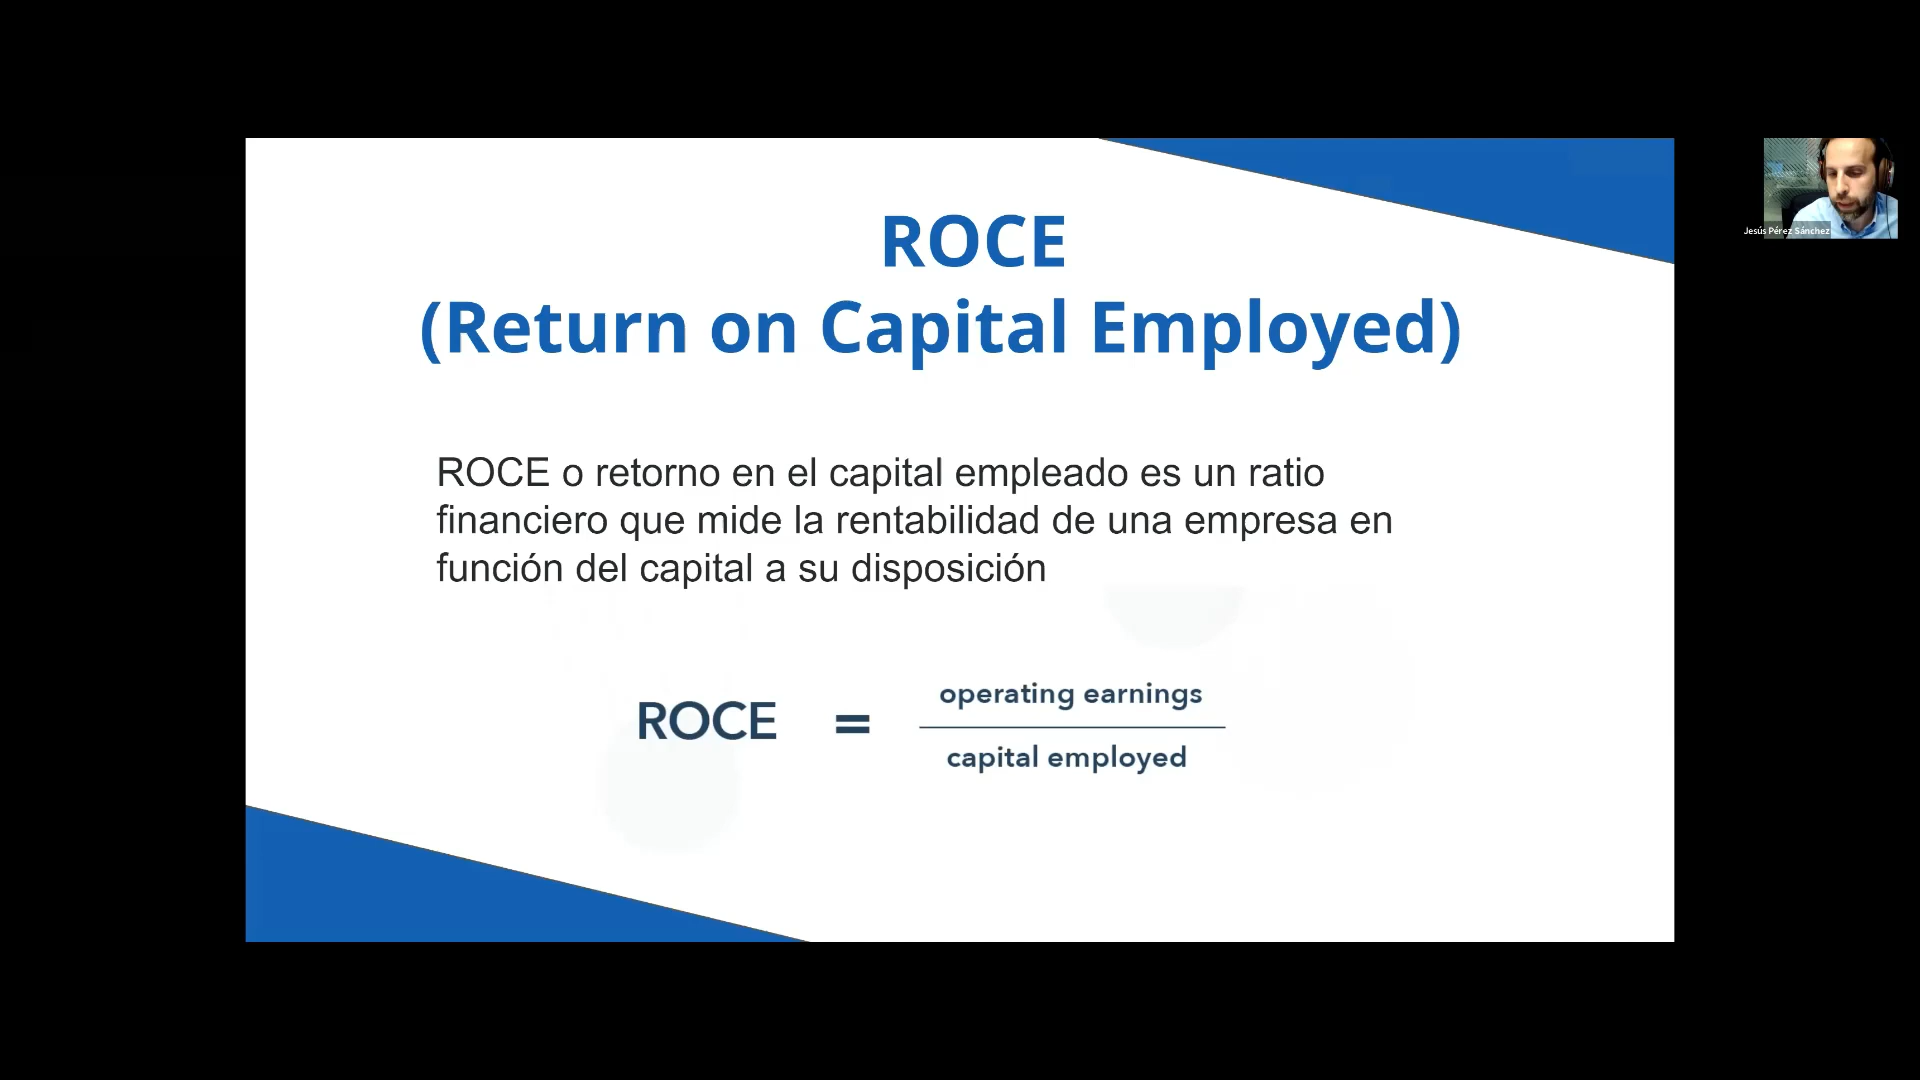 ROCE
(Return on Capital Employed)
Jesús Pérez Sánchez
ROCE o retorno en el capital empleado es un ratio
financiero que mide la rentabilidad de una empresa en
función del capital a su disposición
ROCE = operating earnings
capital employed